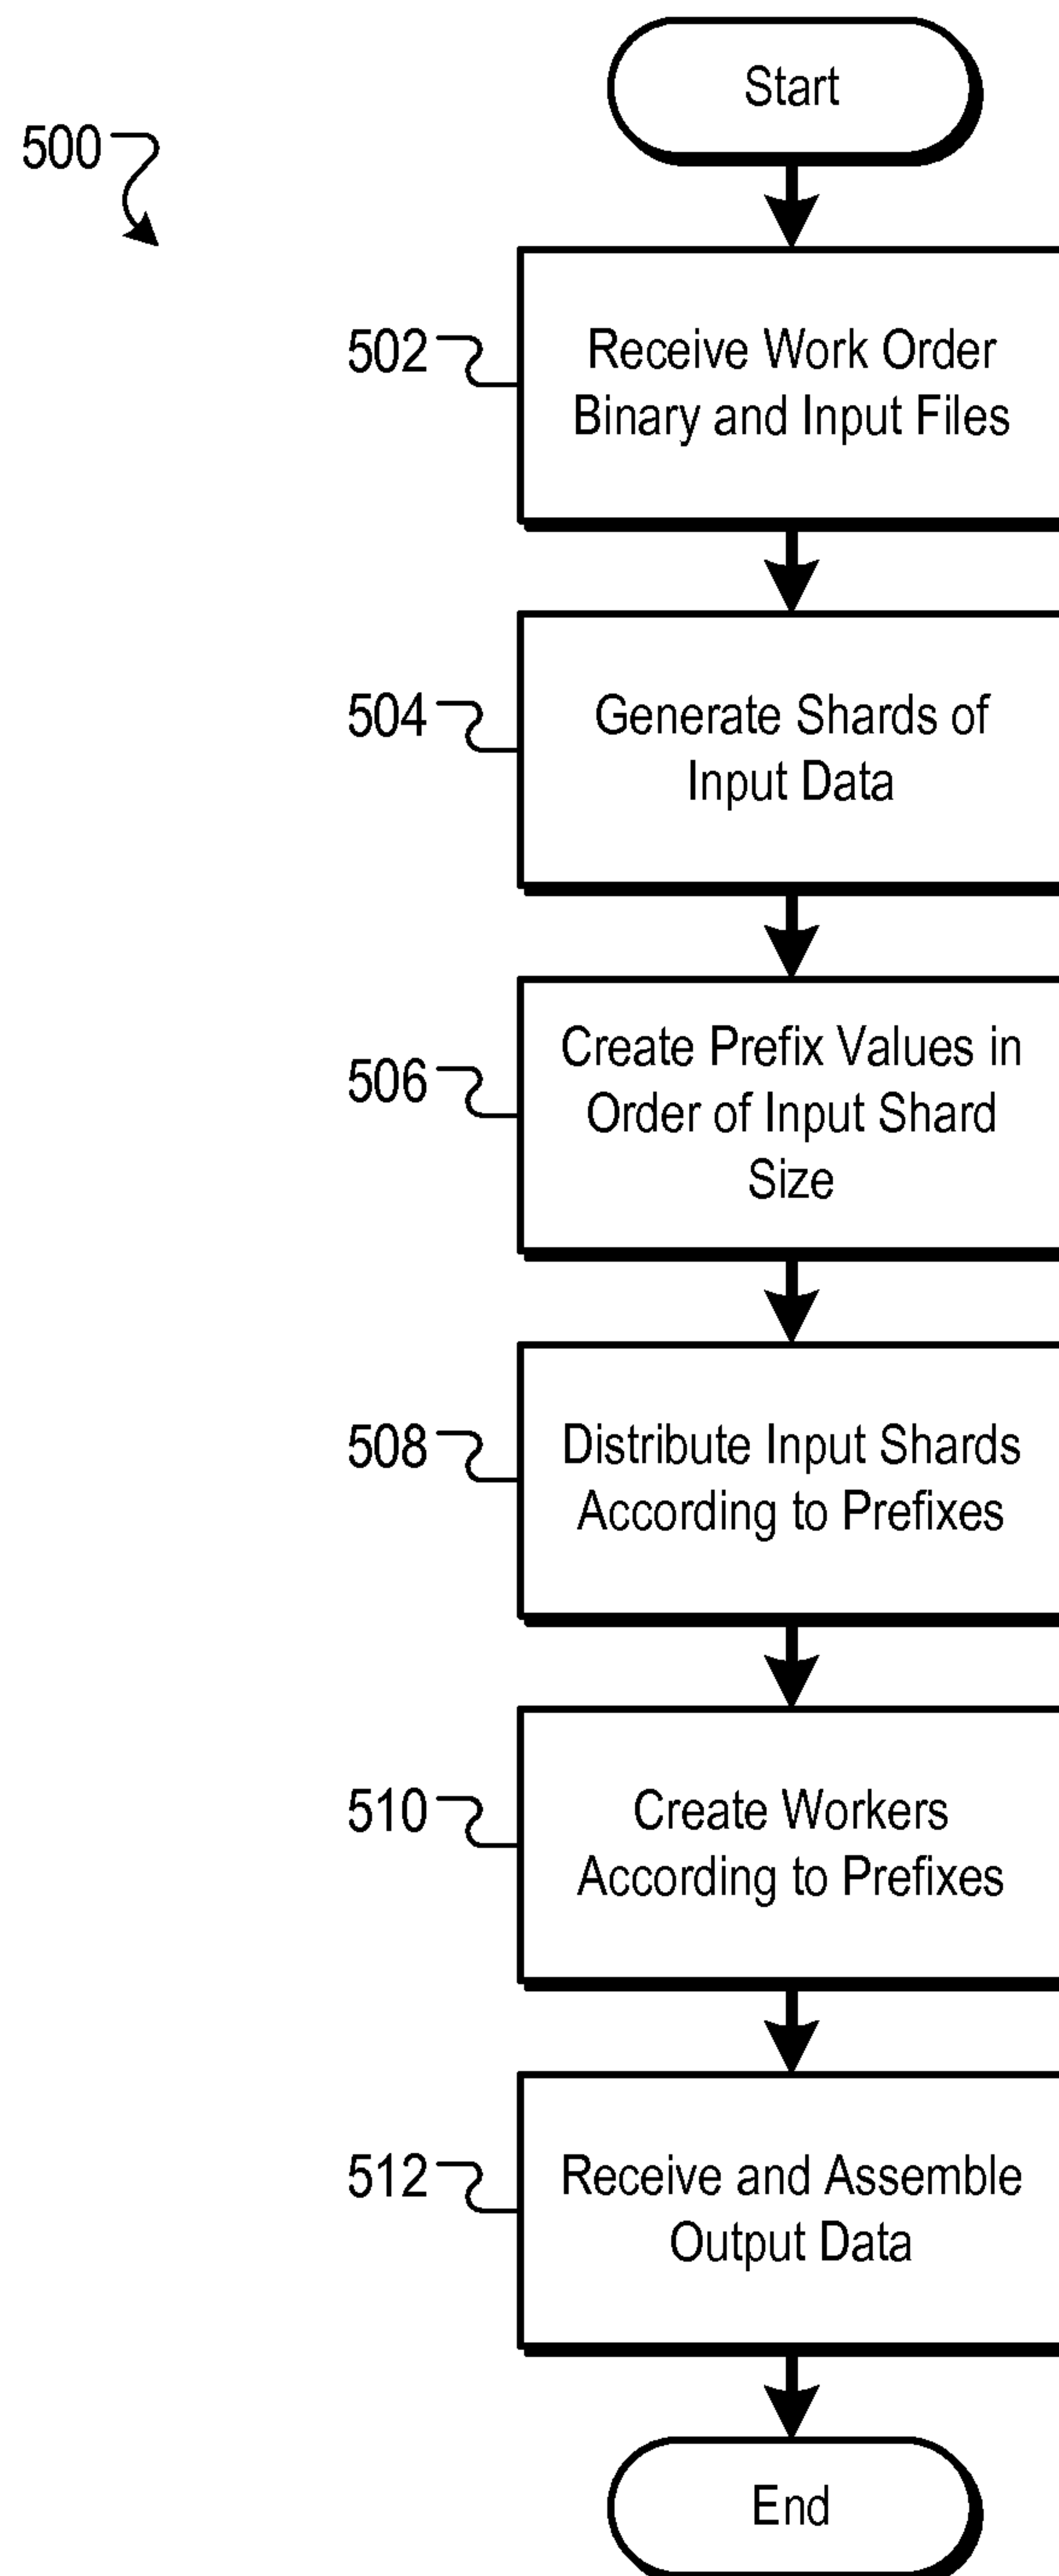 Start
500
502
Receive Work Order
Binary and Input Files
504
Generate Shards of
Input Data
506
Create Prefix Values in
Order of Input Shard
Size
508
Distribute Input Shards
According to Prefixes
510
Create Workers
According to Prefixes
512
Receive and Assemble
Output Data
End